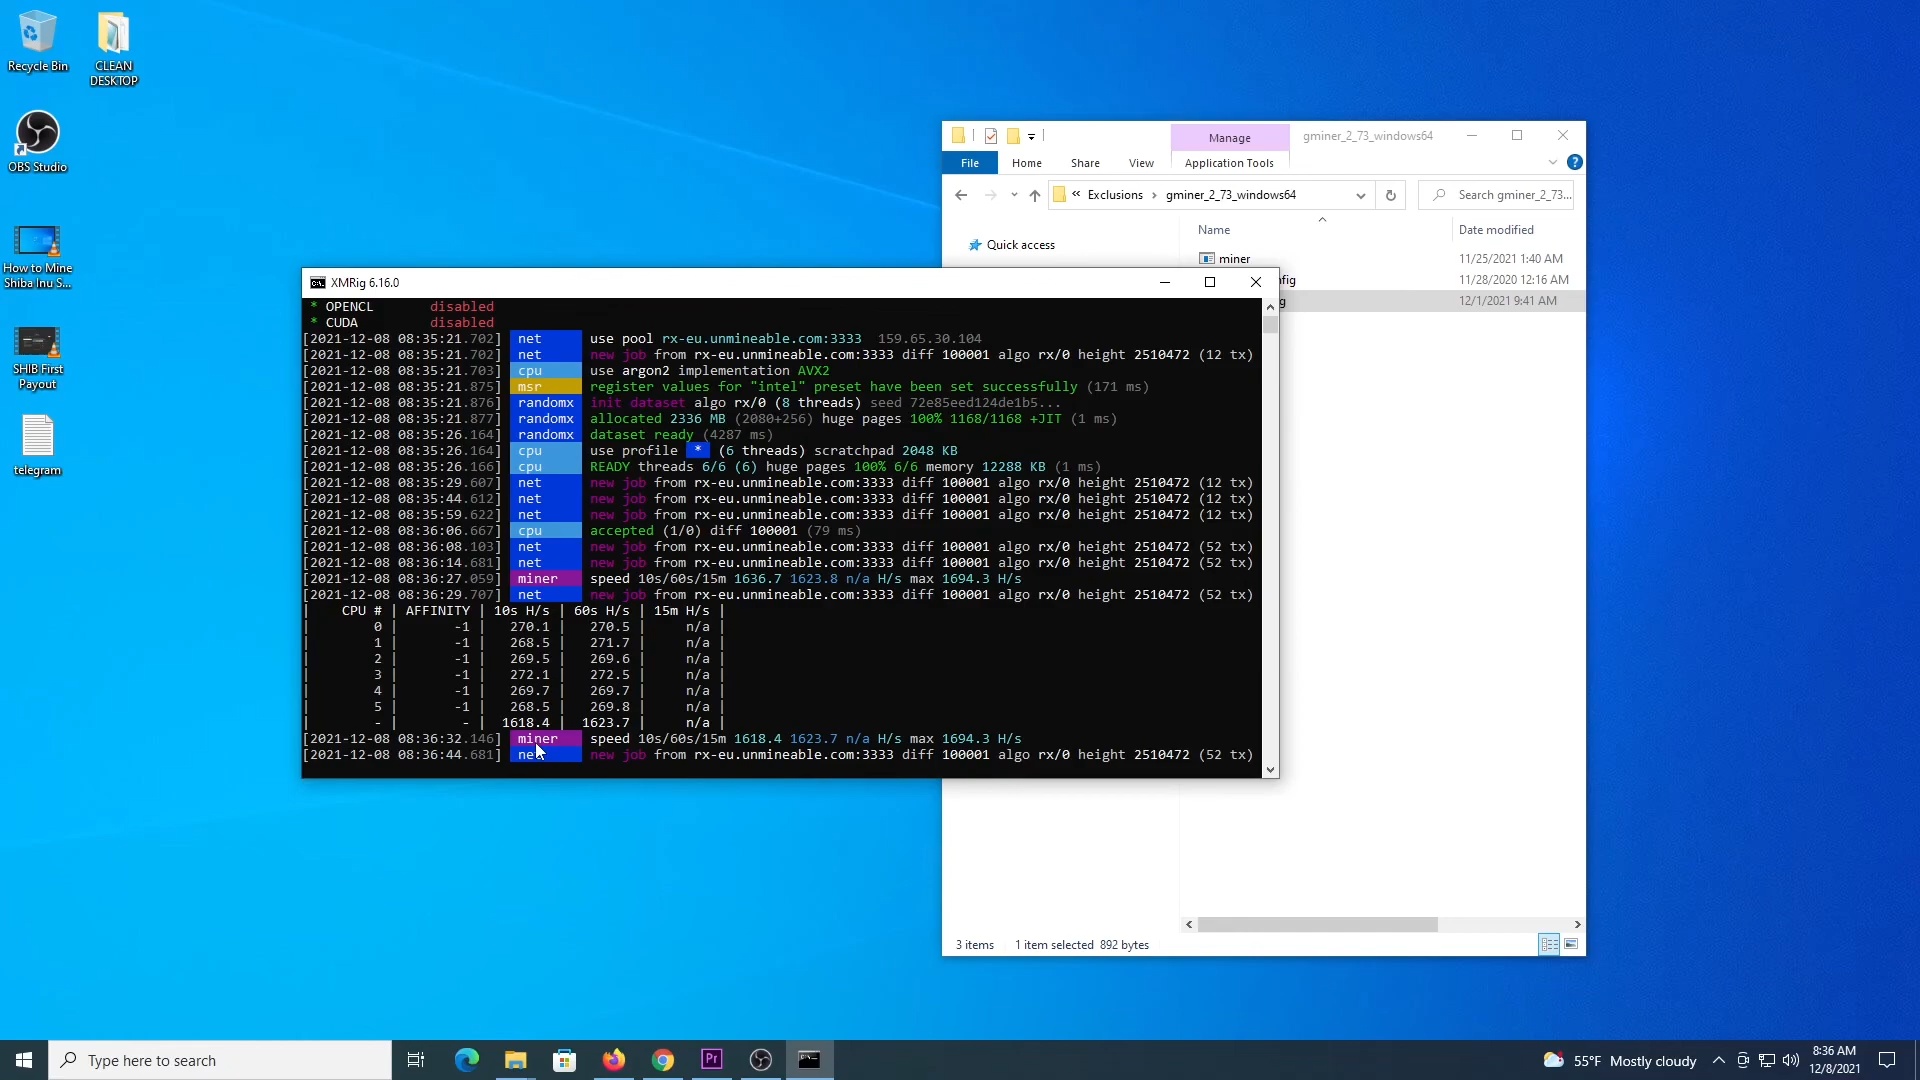 Recycle Bin
CLEAN
DESKTOP
OBS Studio
How to Mine
Shiba Inu S...
SHIB First
Payout
telegram
Manage
gminer_2_73_windows64
File
Home
Share
View
Application Tools
« Exclusions › gminer_2_73_windows64
Search gminer_2_73...
Name
Date modified
Quick access
miner
11/25/2021 1:40 AM
nfig
11/28/2020 12:16 AM
g
12/1/2021 9:41 AM
3 items
1 item selected 892 bytes
XMRig 6.16.0
* OPENCL disabled
* CUDA disabled
[2021-12-08 08:35:21.702] net use pool rx-eu.unmineable.com:3333 159.65.30.104
[2021-12-08 08:35:21.702] net new job from rx-eu.unmineable.com:3333 diff 100001 algo rx/0 height 2510472 (12 tx)
[2021-12-08 08:35:21.703] cpu use argon2 implementation AVX2
[2021-12-08 08:35:21.875] msr register values for "intel" preset have been set successfully (171 ms)
[2021-12-08 08:35:21.876] randomx init dataset algo rx/0 (8 threads) seed 72e85eed124de1b5...
[2021-12-08 08:35:21.877] randomx allocated 2336 MB (2080+256) huge pages 100% 1168/1168 +JIT (1 ms)
[2021-12-08 08:35:26.164] randomx dataset ready (4287 ms)
[2021-12-08 08:35:26.164] cpu use profile * (6 threads) scratchpad 2048 KB
[2021-12-08 08:35:26.166] cpu READY threads 6/6 (6) huge pages 100% 6/6 memory 12288 KB (1 ms)
[2021-12-08 08:35:29.607] net new job from rx-eu.unmineable.com:3333 diff 100001 algo rx/0 height 2510472 (12 tx)
[2021-12-08 08:35:44.612] net new job from rx-eu.unmineable.com:3333 diff 100001 algo rx/0 height 2510472 (12 tx)
[2021-12-08 08:35:59.622] net new job from rx-eu.unmineable.com:3333 diff 100001 algo rx/0 height 2510472 (12 tx)
[2021-12-08 08:36:06.667] cpu accepted (1/0) diff 100001 (79 ms)
[2021-12-08 08:36:08.103] net new job from rx-eu.unmineable.com:3333 diff 100001 algo rx/0 height 2510472 (52 tx)
[2021-12-08 08:36:14.681] net new job from rx-eu.unmineable.com:3333 diff 100001 algo rx/0 height 2510472 (52 tx)
[2021-12-08 08:36:27.059] miner speed 10s/60s/15m 1636.7 1623.8 n/a H/s max 1694.3 H/s
[2021-12-08 08:36:29.707] net new job from rx-eu.unmineable.com:3333 diff 100001 algo rx/0 height 2510472 (52 tx)
| CPU # | AFFINITY | 10s H/s | 60s H/s | 15m H/s |
| 0 | -1 | 270.1 | 270.5 | n/a |
| 1 | -1 | 268.5 | 271.7 | n/a |
| 2 | -1 | 269.5 | 269.6 | n/a |
| 3 | -1 | 272.1 | 272.5 | n/a |
| 4 | -1 | 269.7 | 269.7 | n/a |
| 5 | -1 | 268.5 | 269.8 | n/a |
| - | - | 1618.4 | 1623.7 | n/a |
[2021-12-08 08:36:32.146] miner speed 10s/60s/15m 1618.4 1623.7 n/a H/s max 1694.3 H/s
[2021-12-08 08:36:44.681] net new job from rx-eu.unmineable.com:3333 diff 100001 algo rx/0 height 2510472 (52 tx)
Type here to search
Pr
55°F Mostly cloudy
8:36 AM
12/8/2021